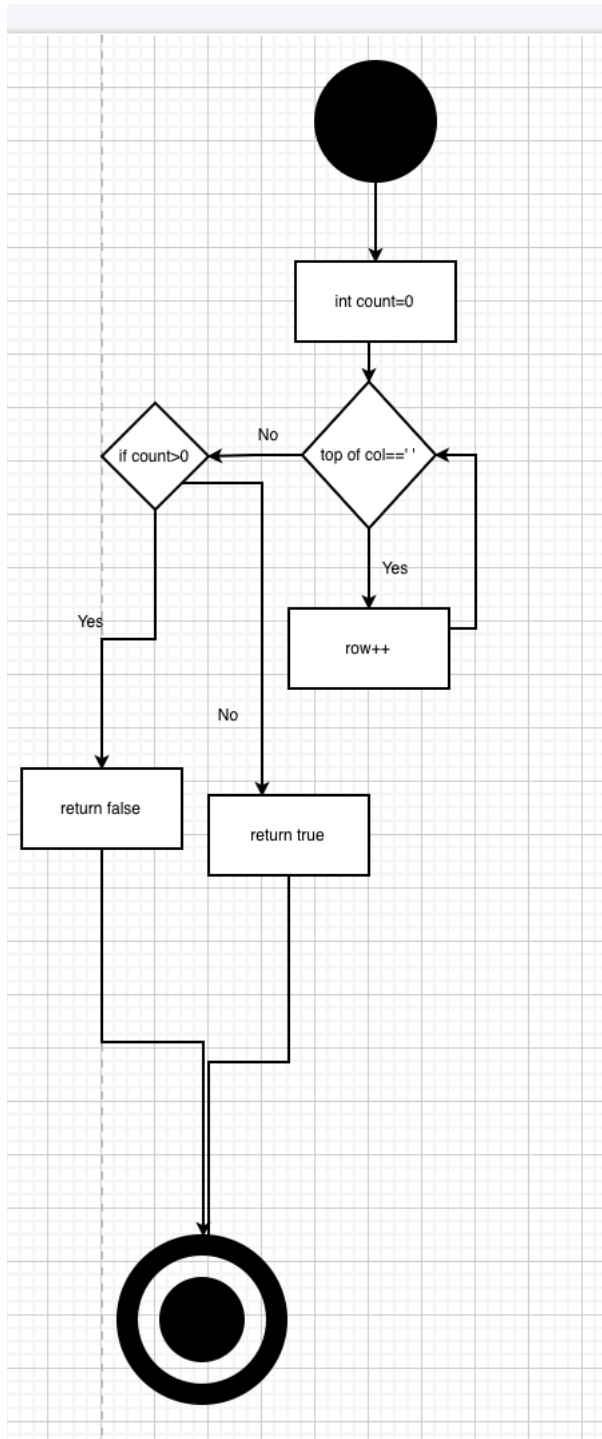 int count=0
No
if count>0
top of col==' '
Yes
Yes
row++
No
return false
return true